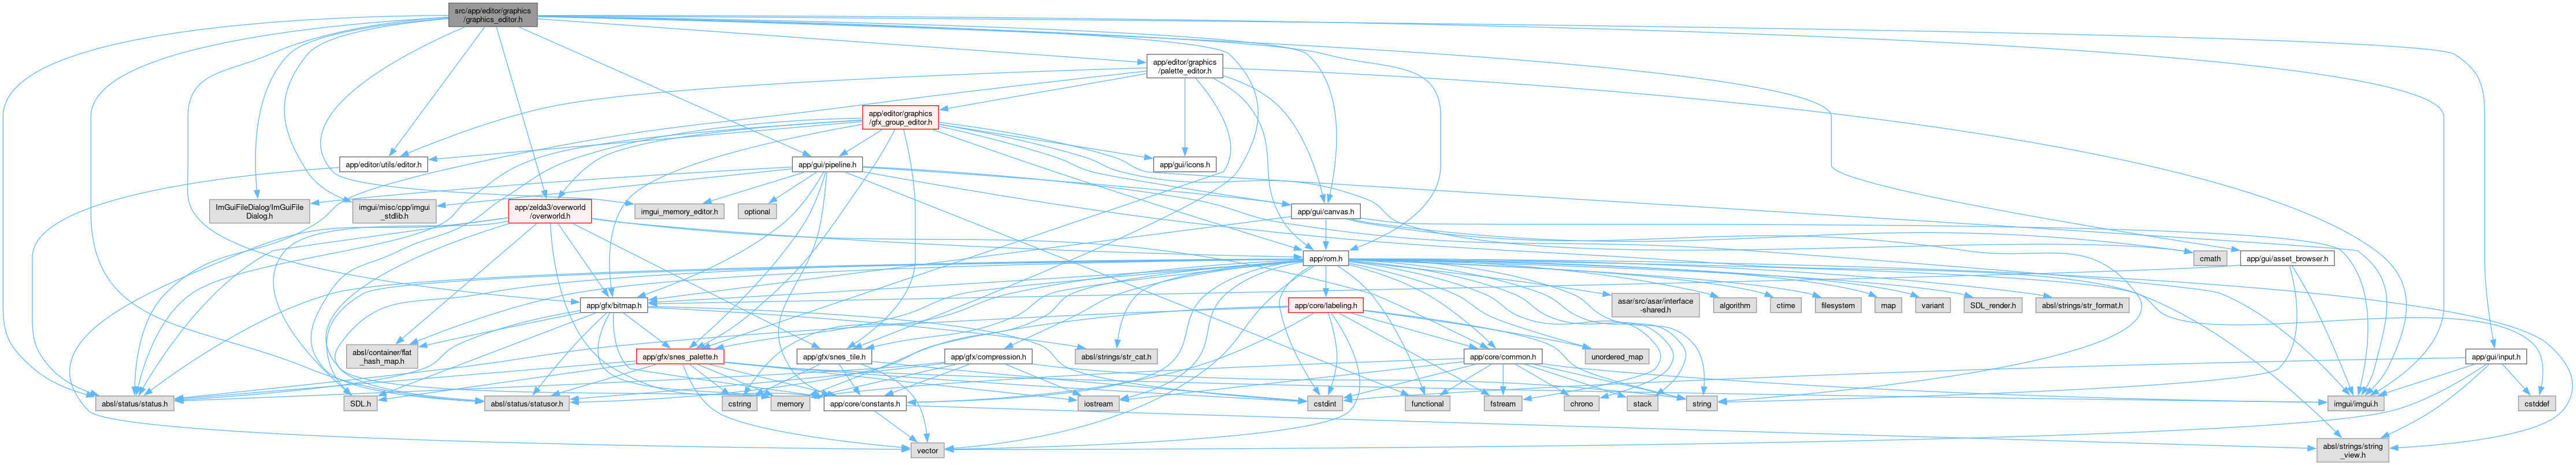 src/app/editor/graphics
/graphics_editor.h
app/editor/graphics
/palette_editor.h
app/editor/graphics
/gfx_group_editor.h
app/editor/utils/editor.h
app/gui/pipeline.h
app/gui/icons.h
ImGuiFileDialog/ImGuiFile
Dialog.h
imgui/misc/cpp/imgui
_stdlib.h
app/zelda3/overworld
/overworld.h
imgui_memory_editor.h
optional
app/gui/canvas.h
app/rom.h
cmath
app/gui/asset_browser.h
app/gfx/bitmap.h
app/core/labeling.h
asar/src/asar/interface
-shared.h
algorithm
ctime
filesystem
map
variant
SDL_render.h
absl/strings/str_format.h
absl/container/flat
_hash_map.h
app/gfx/snes_palette.h
app/gfx/snes_tile.h
app/gfx/compression.h
absl/strings/str_cat.h
app/core/common.h
unordered_map
app/gui/input.h
absl/status/status.h
SDL.h
absl/status/statusor.h
cstring
memory
app/core/constants.h
iostream
cstdint
functional
fstream
chrono
stack
string
imgui/imgui.h
cstddef
vector
absl/strings/string
_view.h